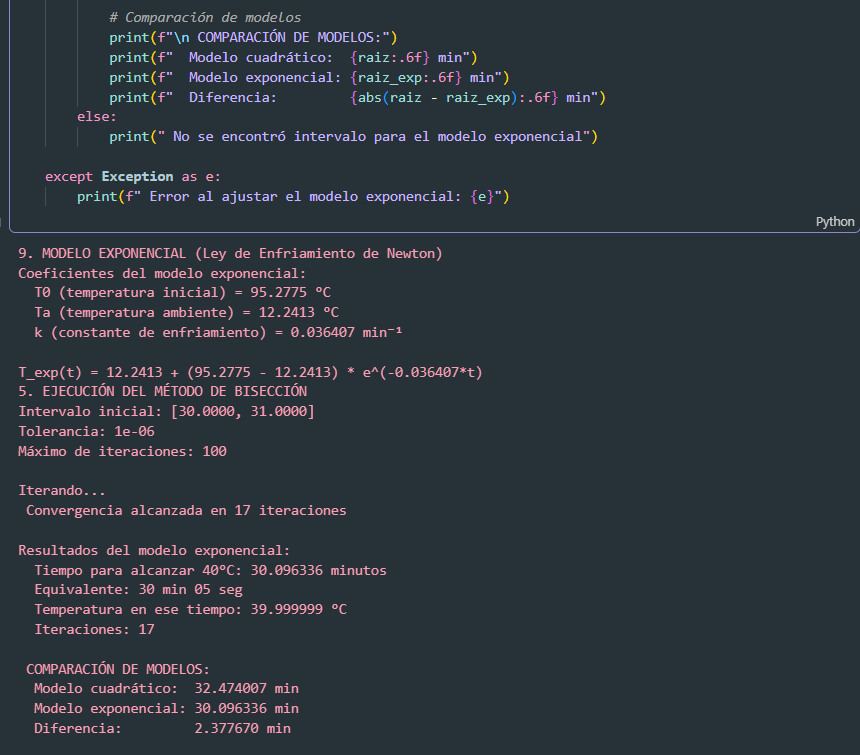 # Comparación de modelos
print(f"\n COMPARACIÓN DE MODELOS:")
print(f"  Modelo cuadrático:  {raiz:.6f} min")
print(f"  Modelo exponencial: {raiz_exp:.6f} min")
print(f"  Diferencia:         {abs(raiz - raiz_exp):.6f} min")
else:
print(" No se encontró intervalo para el modelo exponencial")
except Exception as e:
print(f" Error al ajustar el modelo exponencial: {e}")
Python
9. MODELO EXPONENCIAL (Ley de Enfriamiento de Newton)
Coeficientes del modelo exponencial:
T0 (temperatura inicial) = 95.2775 °C
Ta (temperatura ambiente) = 12.2413 °C
k (constante de enfriamiento) = 0.036407 min⁻¹
T_exp(t) = 12.2413 + (95.2775 - 12.2413) * e^(-0.036407*t)
5. EJECUCIÓN DEL MÉTODO DE BISECCIÓN
Intervalo inicial: [30.0000, 31.0000]
Tolerancia: 1e-06
Máximo de iteraciones: 100
Iterando...
Convergencia alcanzada en 17 iteraciones
Resultados del modelo exponencial:
Tiempo para alcanzar 40°C: 30.096336 minutos
Equivalente: 30 min 05 seg
Temperatura en ese tiempo: 39.999999 °C
Iteraciones: 17
COMPARACIÓN DE MODELOS:
Modelo cuadrático:  32.474007 min
Modelo exponencial: 30.096336 min
Diferencia:         2.377670 min